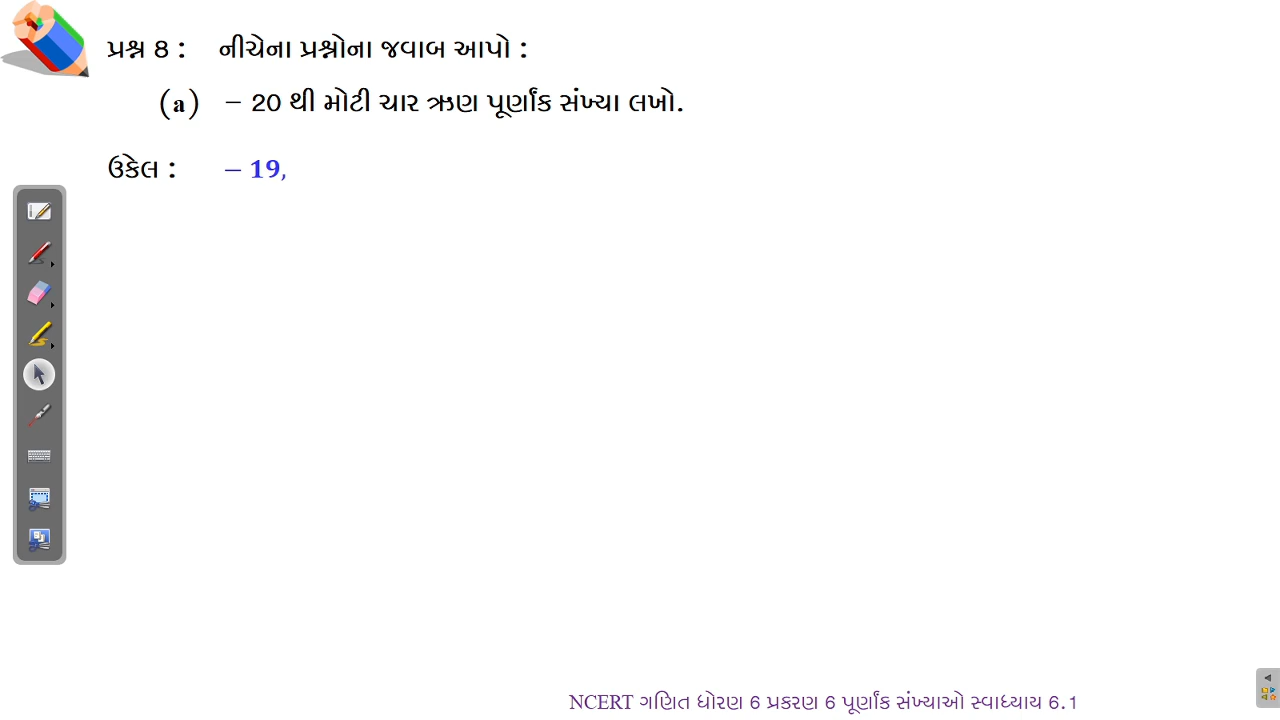 પ્રશ્ન 8 : નીચેના પ્રશ્નોના જવાબ આપો :
(a) – 20 થી મોટી ચાર ઋણ પૂર્ણાંક સંખ્યા લખો.
ઉકેલ : – 19,
NCERT ગણિત ધોરણ 6 પ્રકરણ 6 પૂર્ણાંક સંખ્યાઓ સ્વાધ્યાય 6.1